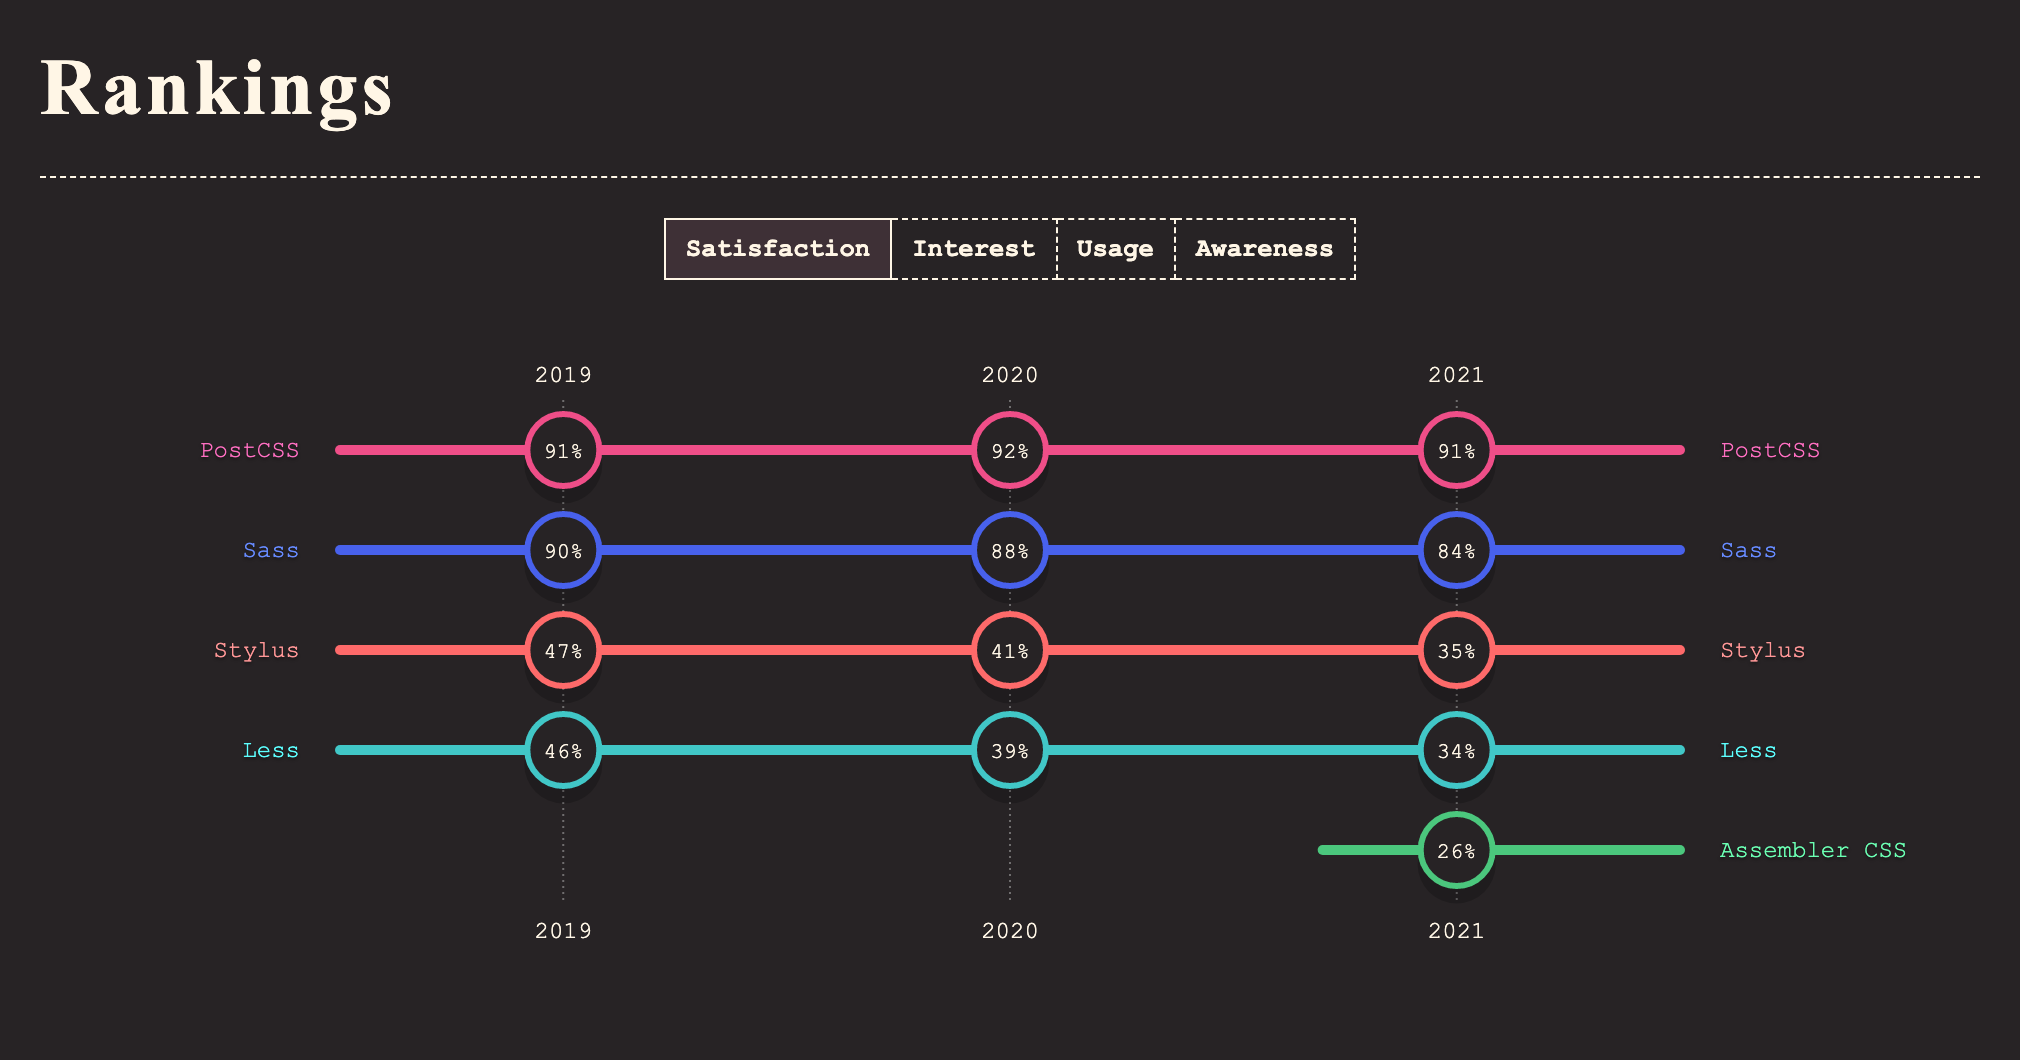 Rankings
Satisfaction Interest Usage Awareness
2019 2020 2021
PostCSS 91% 92% 91% PostCSS
Sass 90% 88% 84% Sass
Stylus 47% 41% 35% Stylus
Less 46% 39% 34% Less
26% Assembler CSS
2019 2020 2021